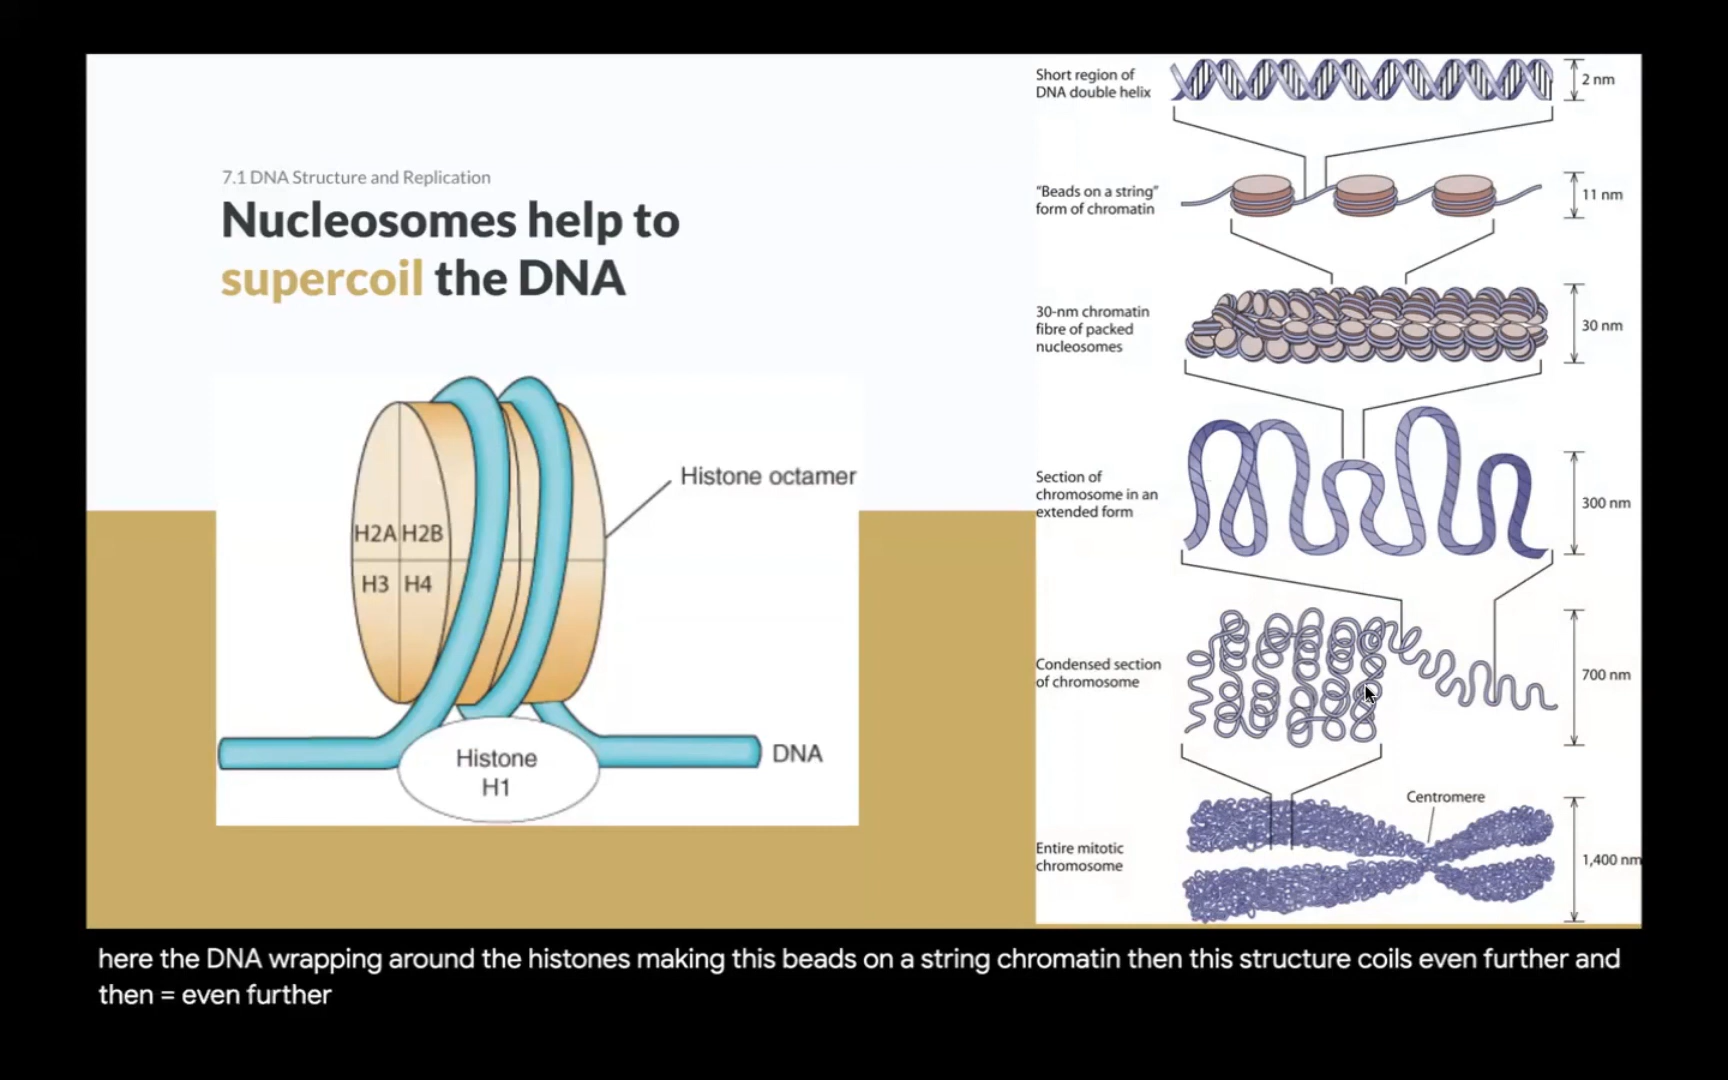 7.1 DNA Structure and Replication
Nucleosomes help to
supercoil the DNA
Histone octamer
H2A H2B
H3 H4
Histone
H1
DNA
Short region of
DNA double helix
2 nm
"Beads on a string"
form of chromatin
11 nm
30-nm chromatin
fibre of packed
nucleosomes
30 nm
Section of
chromosome in an
extended form
300 nm
Condensed section
of chromosome
700 nm
Centromere
Entire mitotic
chromosome
1,400 nm
here the DNA wrapping around the histones making this beads on a string chromatin then this structure coils even further and
then = even further